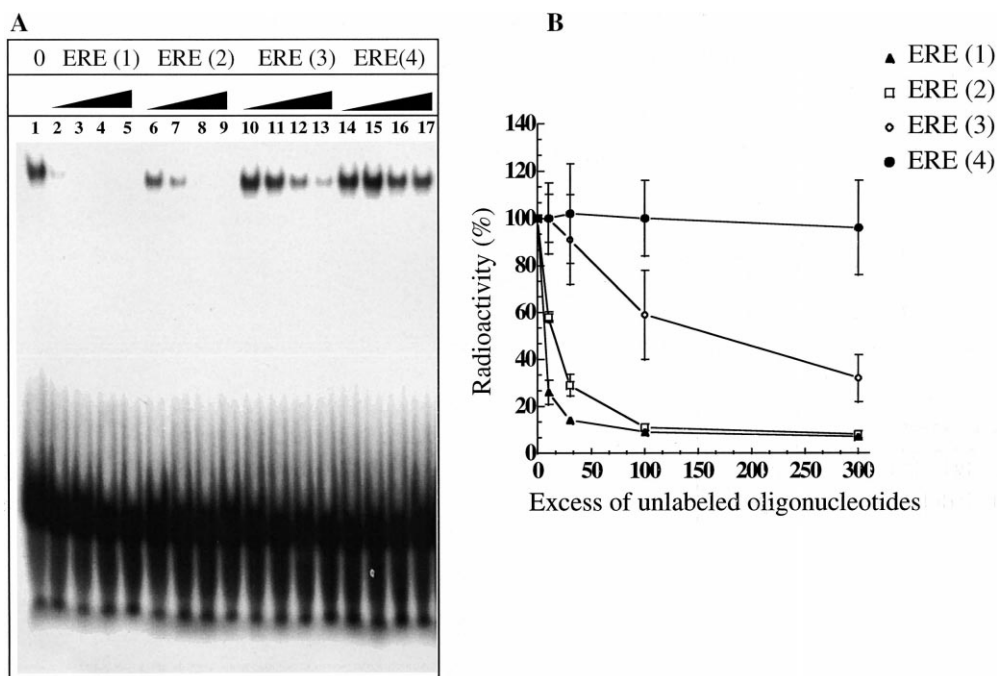 A
0 ERE (1) ERE (2) ERE (3) ERE(4)
1 2 3 4 5 6 7 8 9 10 11 12 13 14 15 16 17
B
ERE (1)
ERE (2)
ERE (3)
ERE (4)
140
120
100
80
60
40
20
0
Radioactivity (%)
0 50 100 150 200 250 300
Excess of unlabeled oligonucleotides